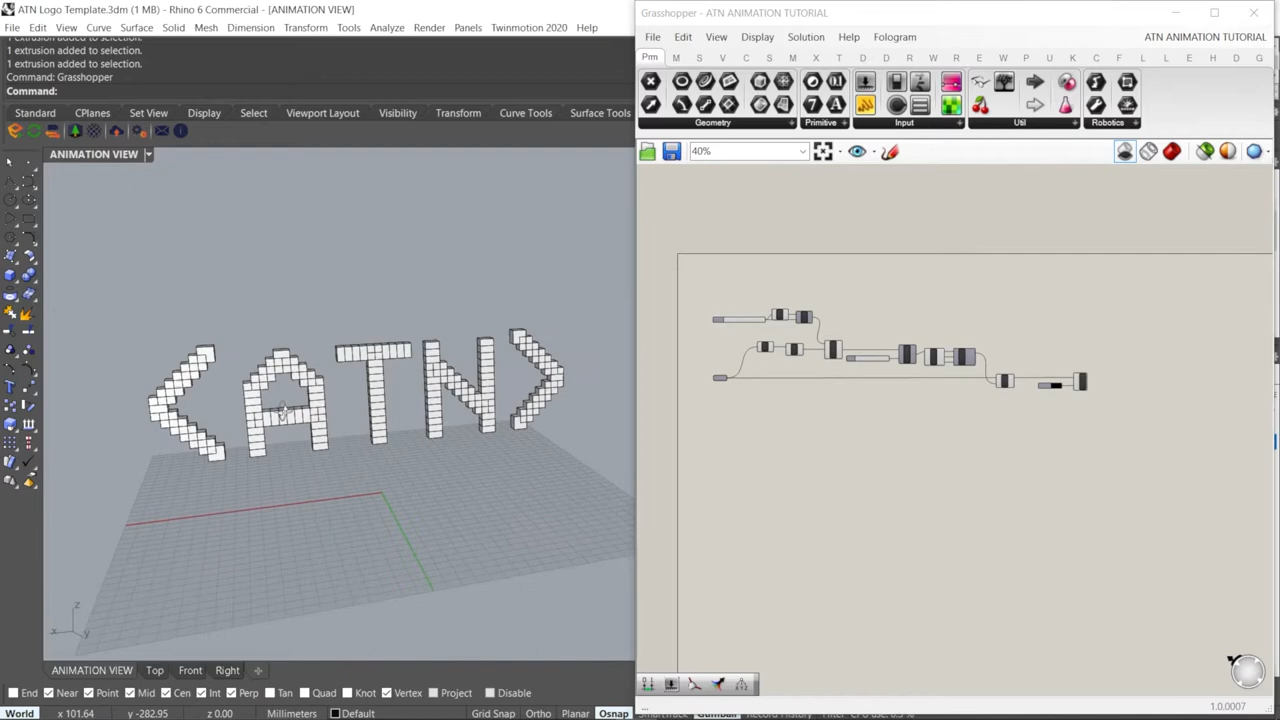 ATN Logo Template.3dm (1 MB) - Rhino 6 Commercial - [ANIMATION VIEW]
File Edit View Curve Surface Solid Mesh Dimension Transform Tools Analyze Render Panels Twinmotion 2020 Help
1 extrusion added to selection.
1 extrusion added to selection.
Command: Grasshopper
Command:
Standard CPlanes Set View Display Select Viewport Layout Visibility Transform Curve Tools Surface Tools
ANIMATION VIEW
<ATN>
x y z
ANIMATION VIEW Top Front Right
End Near Point Mid Cen Int Perp Tan Quad Knot Vertex Project Disable
World x 101.64 y -282.95 z 0.00 Millimeters Default Grid Snap Ortho Planar Osnap
Grasshopper - ATN ANIMATION TUTORIAL
File Edit View Display Solution Help Fologram ATN ANIMATION TUTORIAL
Prm M S V C S M X T D D R W R L E W T A M P U K C F B H D G
Geometry Primitive Input Util Robotics
40%
...
1.0.0007